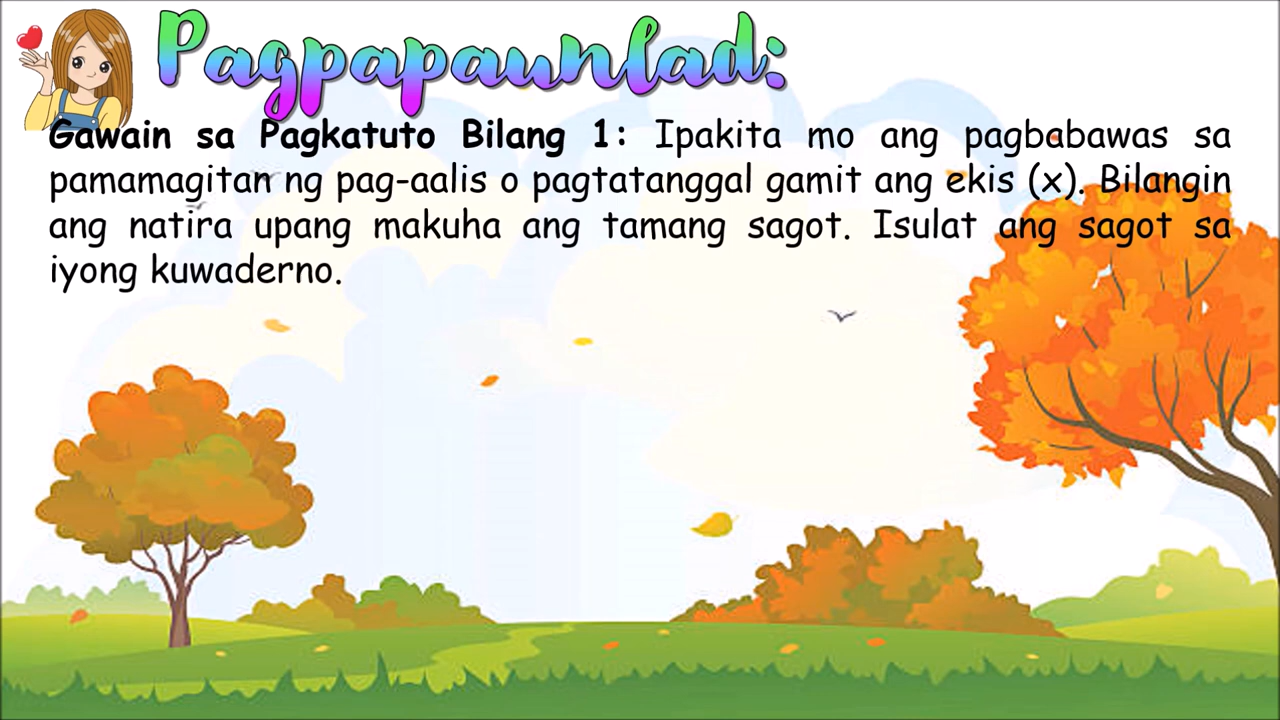 Pagpapaunlad:
Gawain sa Pagkatuto Bilang 1: Ipakita mo ang pagbabawas sa
pamamagitan ng pag-aalis o pagtatanggal gamit ang ekis (x). Bilangin
ang natira upang makuha ang tamang sagot. Isulat ang sagot sa
iyong kuwaderno.